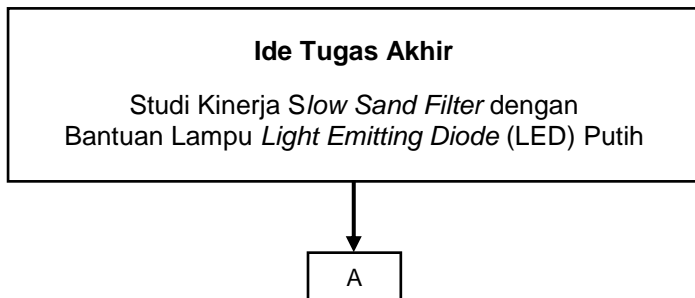 Ide Tugas Akhir
Studi Kinerja Slow Sand Filter dengan
Bantuan Lampu Light Emitting Diode (LED) Putih
A